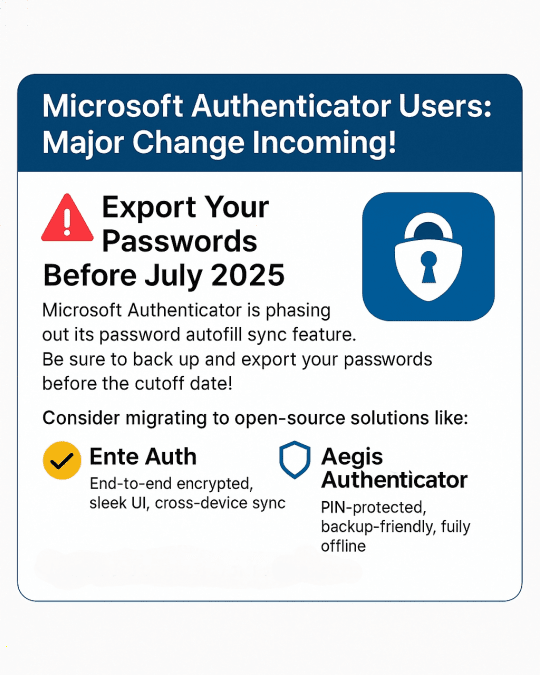 Microsoft Authenticator Users:
Major Change Incoming!
Export Your
Passwords
Before July 2025
Microsoft Authenticator is phasing
out its password autofill sync feature.
Be sure to back up and export your passwords
before the cutoff date!
Consider migrating to open-source solutions like:
Ente Auth
End-to-end encrypted,
sleek UI, cross-device sync
Aegis
Authenticator
PIN-protected,
backup-friendly, fully
offline